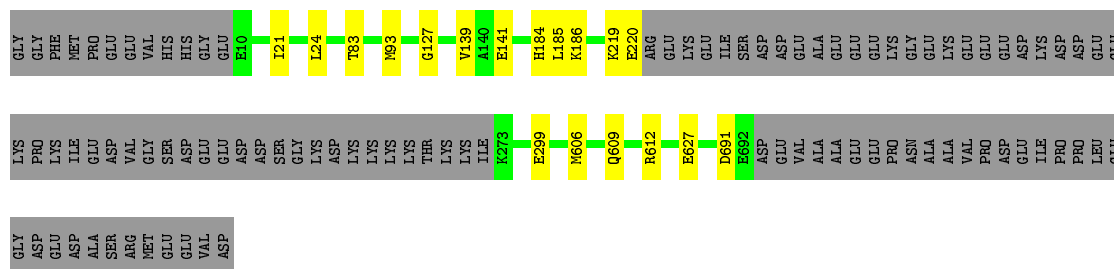 GLY GLY PHE MET PRO GLU GLU VAL HIS HIS GLY GLU E10 I21 L24 T83 M93 G127 V139 A140 E141 H184 L185 K186 K219 E220 ARG GLU LYS GLU ILE SER ASP ASP GLU ALA GLU GLU GLU LYS GLY GLU LYS GLU GLU GLU ASP LYS ASP ASP GLU GLU
LYS PRO LYS ILE GLU ASP VAL GLY SER ASP GLU GLU ASP ASP SER GLY LYS ASP LYS LYS LYS LYS THR LYS LYS ILE K273 E299 M606 Q609 R612 E627 D691 E692 ASP GLU VAL ALA ALA GLU GLU PRO ASN ALA ALA VAL PRO ASP GLU ILE PRO PRO LEU GLU
GLY ASP GLU ASP ALA SER ARG MET GLU GLU VAL ASP